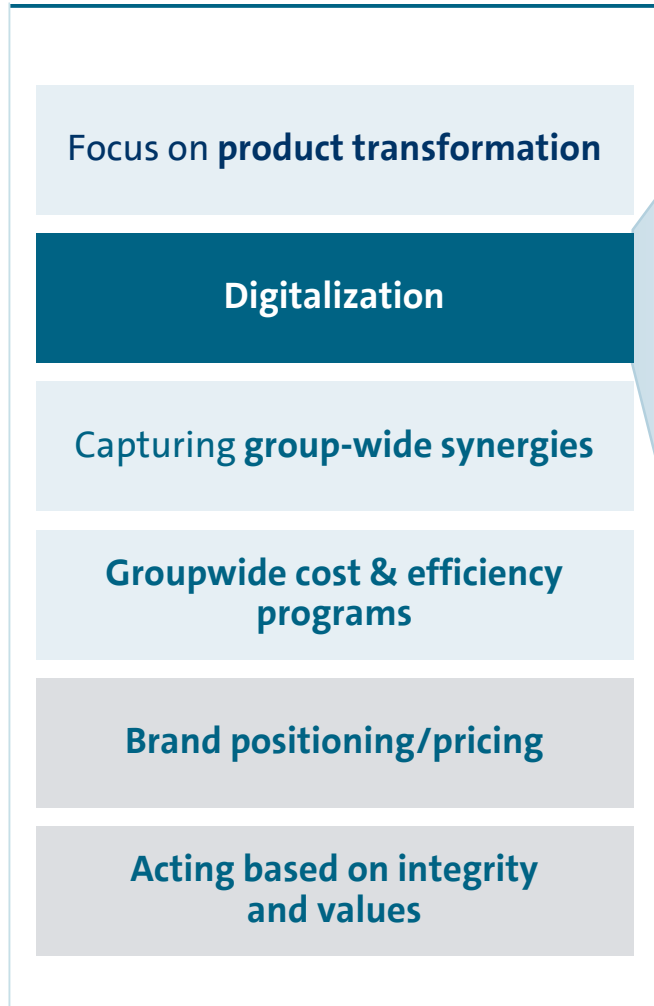 Focus on product transformation
Digitalization
Capturing group-wide synergies
Groupwide cost & efficiency
programs
Brand positioning/pricing
Acting based on integrity
and values